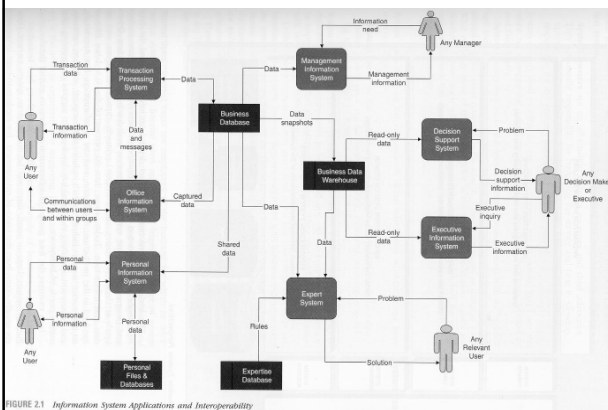 Information
need
Any Manager
Transaction
data
Transaction
Processing
System
Data
Data
Management
Information
System
Management
information
Transaction
information
Business
Database
Data
snapshots
Data
and
messages
Read-only
data
Decision
Support
System
Problem
Any
User
Business Data
Warehouse
Decision
support
information
Any
Decision Make
or
Executive
Communications
between users
and within groups
Office
Information
System
Captured
data
Data
Executive
inquiry
Shared
data
Data
Read-only
data
Executive
Information
System
Executive
information
Personal
data
Personal
Information
System
Personal
information
Expert
System
Problem
Any
User
Personal
data
Rules
Any
Relevant
User
Solution
Personal
Files &
Databases
Expertise
Database
FIGURE 2.1 Information System Applications and Interoperability